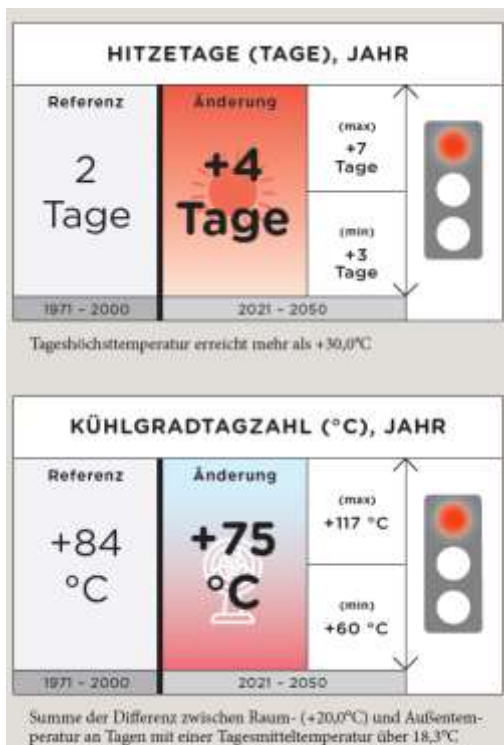 HITZETAGE (TAGE), JAHR
Referenz
Änderung
2
Tage
+4
Tage
(max)
+7
Tage
(min)
+3
Tage
1971 – 2000
2021 – 2050
Tageshöchsttemperatur erreicht mehr als +30,0°C
KÜHLGRADTAGZAHL (°C), JAHR
Referenz
Änderung
+84
°C
+75
°C
(max)
+117 °C
(min)
+60 °C
1971 – 2000
2021 – 2050
Summe der Differenz zwischen Raum- (+20,0°C) und Außentem-
peratur an Tagen mit einer Tagesmitteltemperatur über 18,3°C